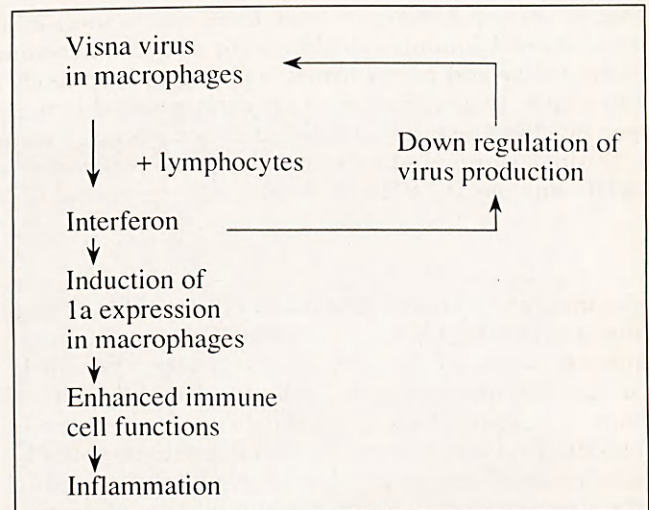 Visna virus
in macrophages
+ lymphocytes
Down regulation of
virus production
Interferon
Induction of
1a expression
in macrophages
Enhanced immune
cell functions
Inflammation